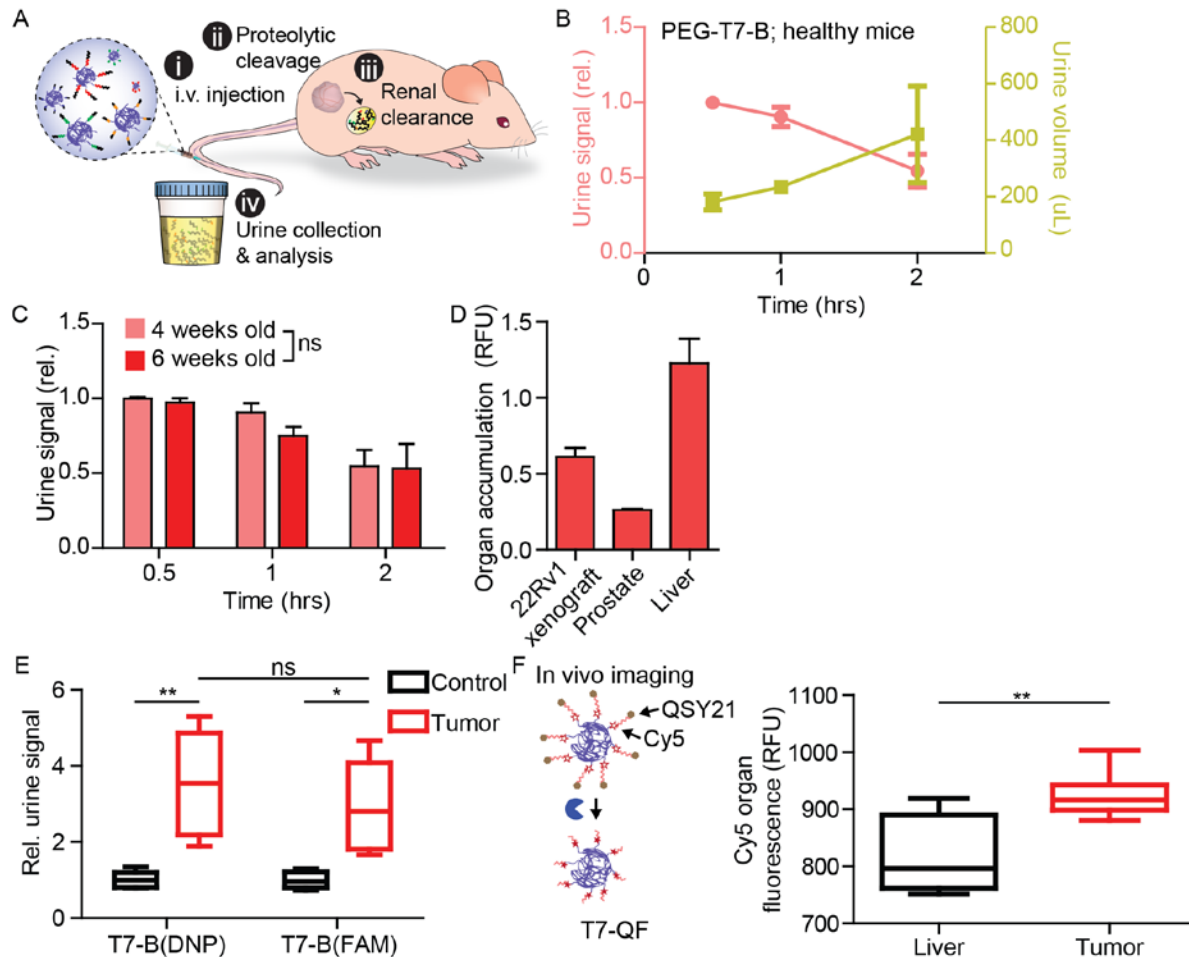 A
i
i.v. injection
ii
Proteolytic
cleavage
iii
Renal
clearance
iv
Urine collection
& analysis
B
PEG-T7-B; healthy mice
Urine signal (rel.)
1.5
1.0
0.5
0.0
800
600
400
200
0
Urine volume
(uL)
0
1
2
Time (hrs)
C
4 weeks old
6 weeks old
ns
Urine signal (rel.)
1.5
1.0
0.5
0.0
0.5
1
2
Time (hrs)
D
Organ accumulation (RFU)
1.5
1.0
0.5
0.0
22Rv1
xenograft
Prostate
Liver
E
Rel. urine signal
6
4
2
0
**
ns
*
Control
Tumor
T7-B(DNP)
T7-B(FAM)
F
In vivo imaging
QSY21
Cy5
T7-QF
Cy5 organ
fluorescence (RFU)
1100
1000
900
800
700
**
Liver
Tumor